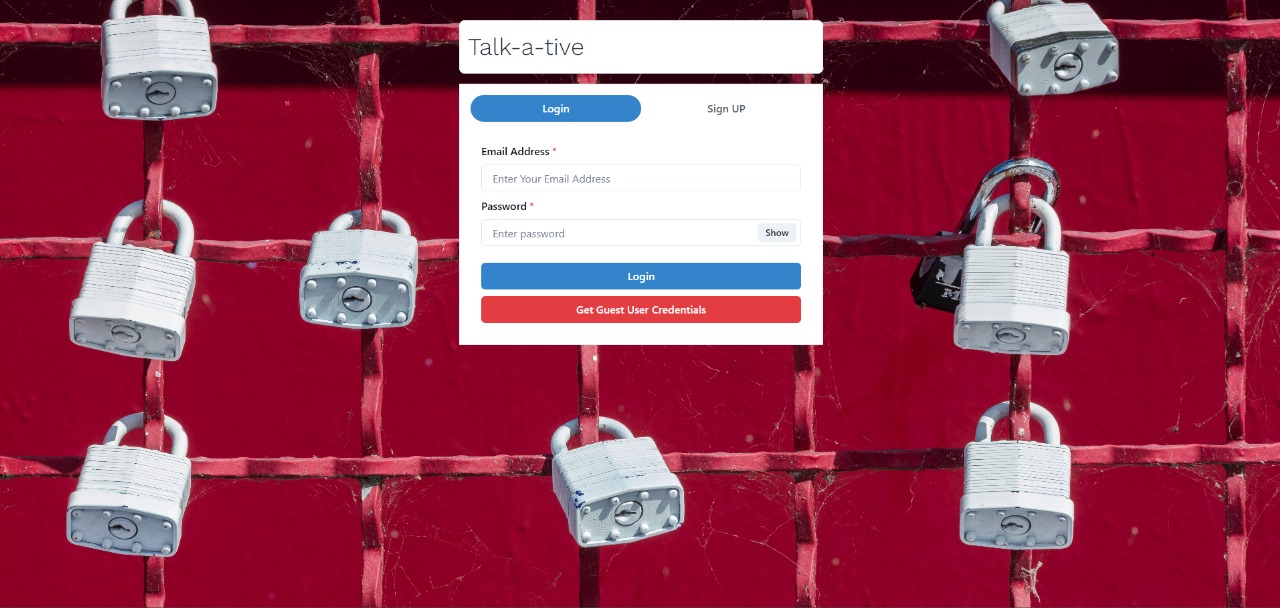 Talk-a-tive
Login
Sign UP
Email Address *
Enter Your Email Address
Password *
Enter password
Show
Login
Get Guest User Credentials